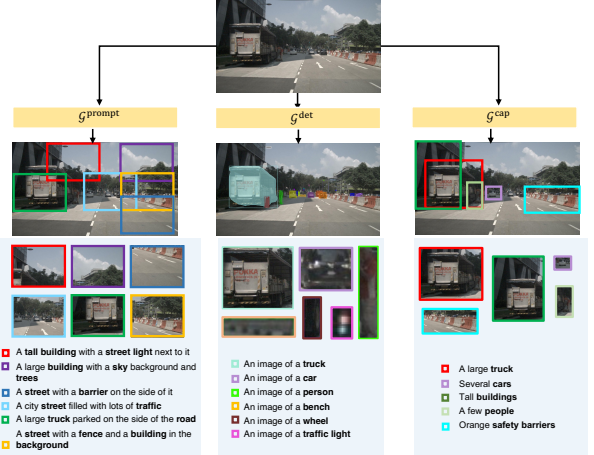 𝒢prompt
𝒢det
𝒢cap
A tall building with a street light next to it
A large building with a sky background and
trees
A street with a barrier on the side of it
A city street filled with lots of traffic
A large truck parked on the side of the road
A street with a fence and a building in the
background
An image of a truck
An image of a car
An image of a person
An image of a bench
An image of a wheel
An image of a traffic light
A large truck
Several cars
Tall buildings
A few people
Orange safety barriers